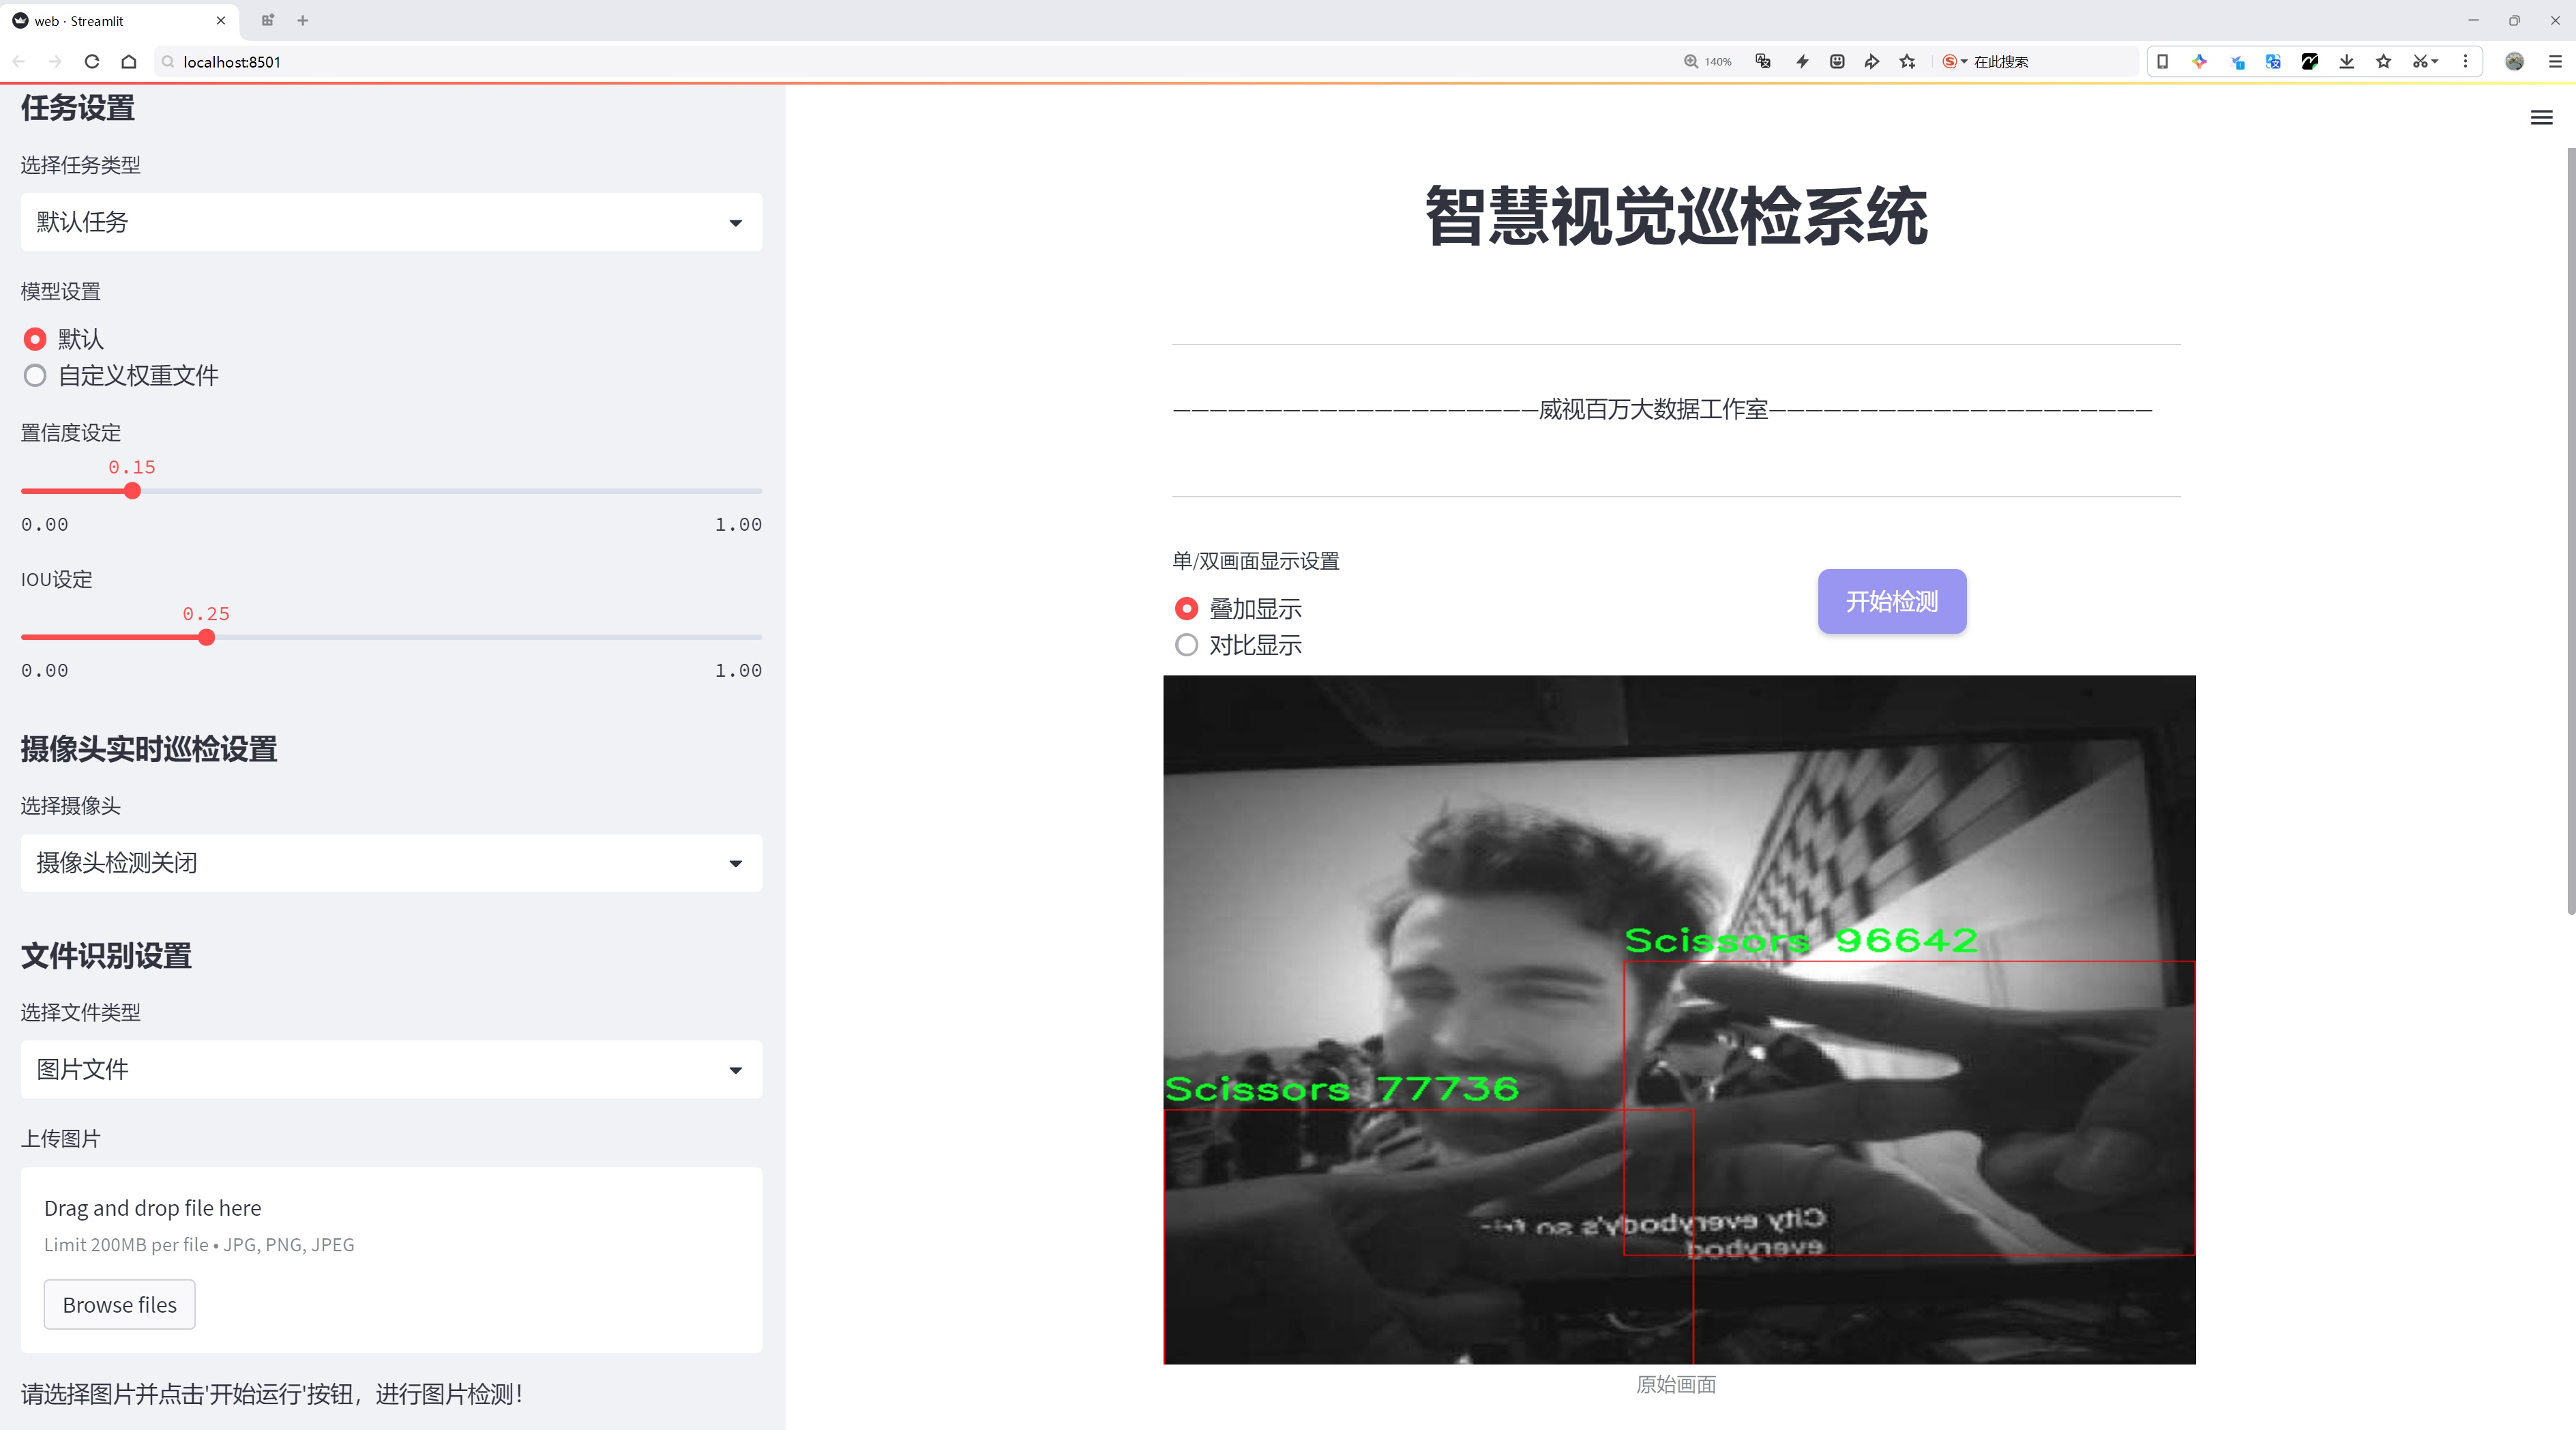 web · Streamlit
localhost:8501
140%
在此搜索
任务设置
选择任务类型
默认任务
模型设置
默认
自定义权重文件
置信度设定
0.15
0.00 1.00
IOU设定
0.25
0.00 1.00
摄像头实时巡检设置
选择摄像头
摄像头检测关闭
文件识别设置
选择文件类型
图片文件
上传图片
Drag and drop file here
Limit 200MB per file • JPG, PNG, JPEG
Browse files
请选择图片并点击'开始运行'按钮，进行图片检测！
智慧视觉巡检系统
————————————————————威视百万大数据工作室—————————————————————
单/双画面显示设置
叠加显示
对比显示
开始检测
Scissors 96642
Scissors 77736
City everybody's so fri-
everybod
原始画面